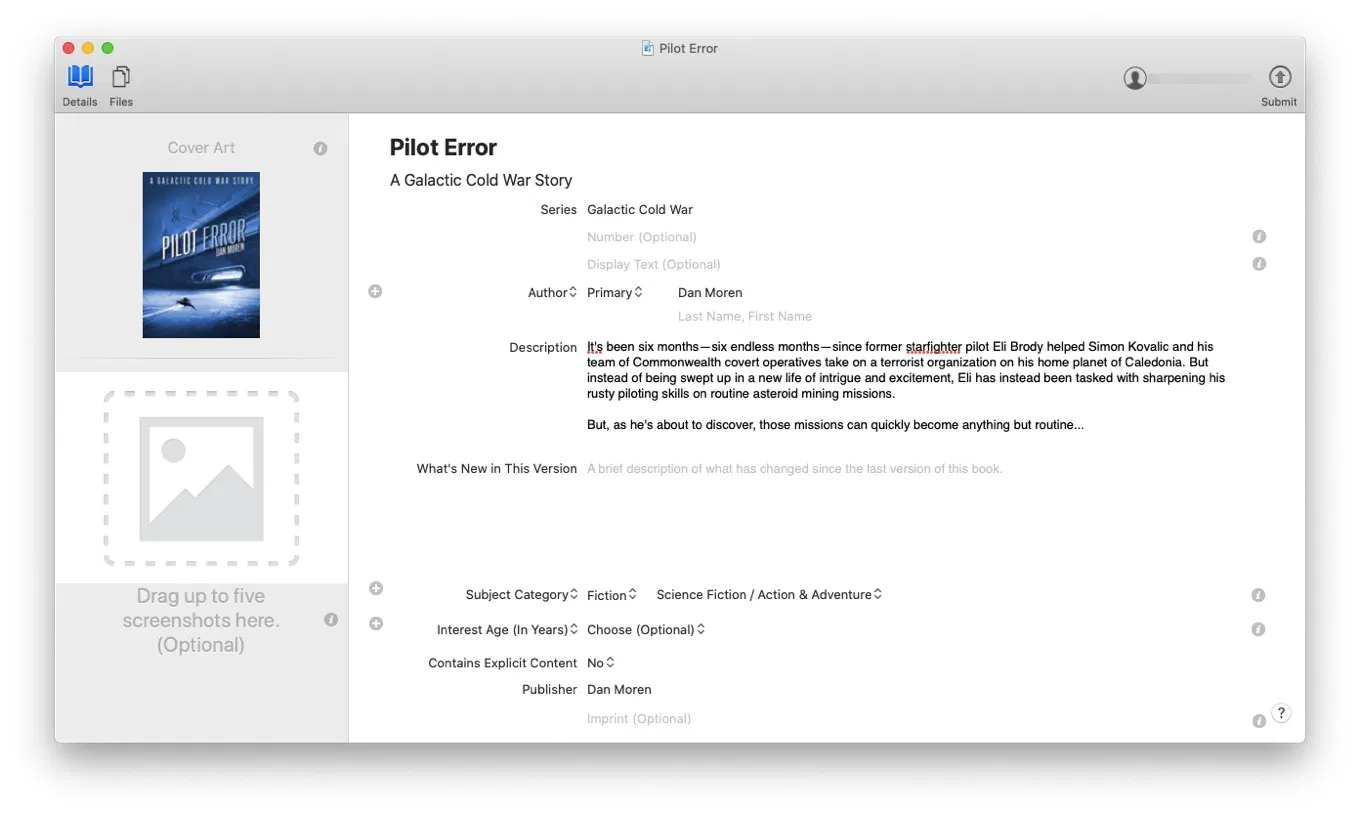 Pilot Error
Details
Files
Submit
Cover Art
A GALACTIC COLD WAR STORY
PILOT ERROR
DAN MOREN
Drag up to five
screenshots here.
(Optional)
Pilot Error
A Galactic Cold War Story
Series Galactic Cold War
Number (Optional)
Display Text (Optional)
Author Primary Dan Moren
Last Name, First Name
Description It's been six months—six endless months—since former starfighter pilot Eli Brody helped Simon Kovalic and his
team of Commonwealth covert operatives take on a terrorist organization on his home planet of Caledonia. But
instead of being swept up in a new life of intrigue and excitement, Eli has instead been tasked with sharpening his
rusty piloting skills on routine asteroid mining missions.
But, as he's about to discover, those missions can quickly become anything but routine...
What's New in This Version A brief description of what has changed since the last version of this book.
Subject Category Fiction Science Fiction / Action & Adventure
Interest Age (In Years) Choose (Optional)
Contains Explicit Content No
Publisher Dan Moren
Imprint (Optional)
?